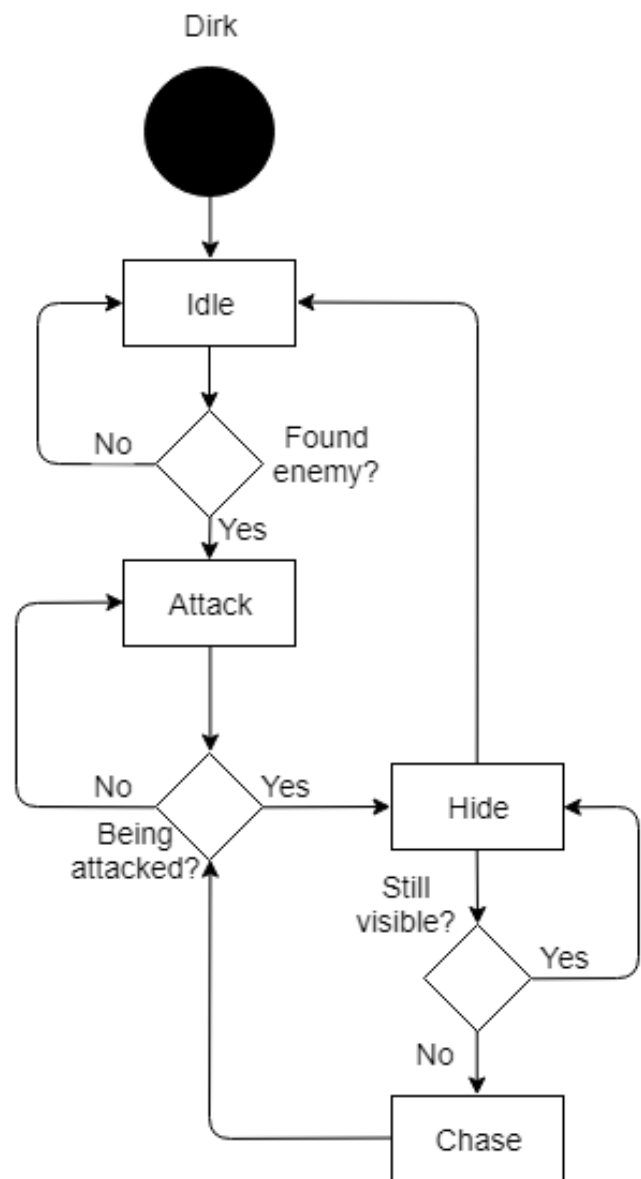 Dirk
Idle
No
Found
enemy?
Yes
Attack
No
Yes
Being
attacked?
Hide
Still
visible?
Yes
No
Chase